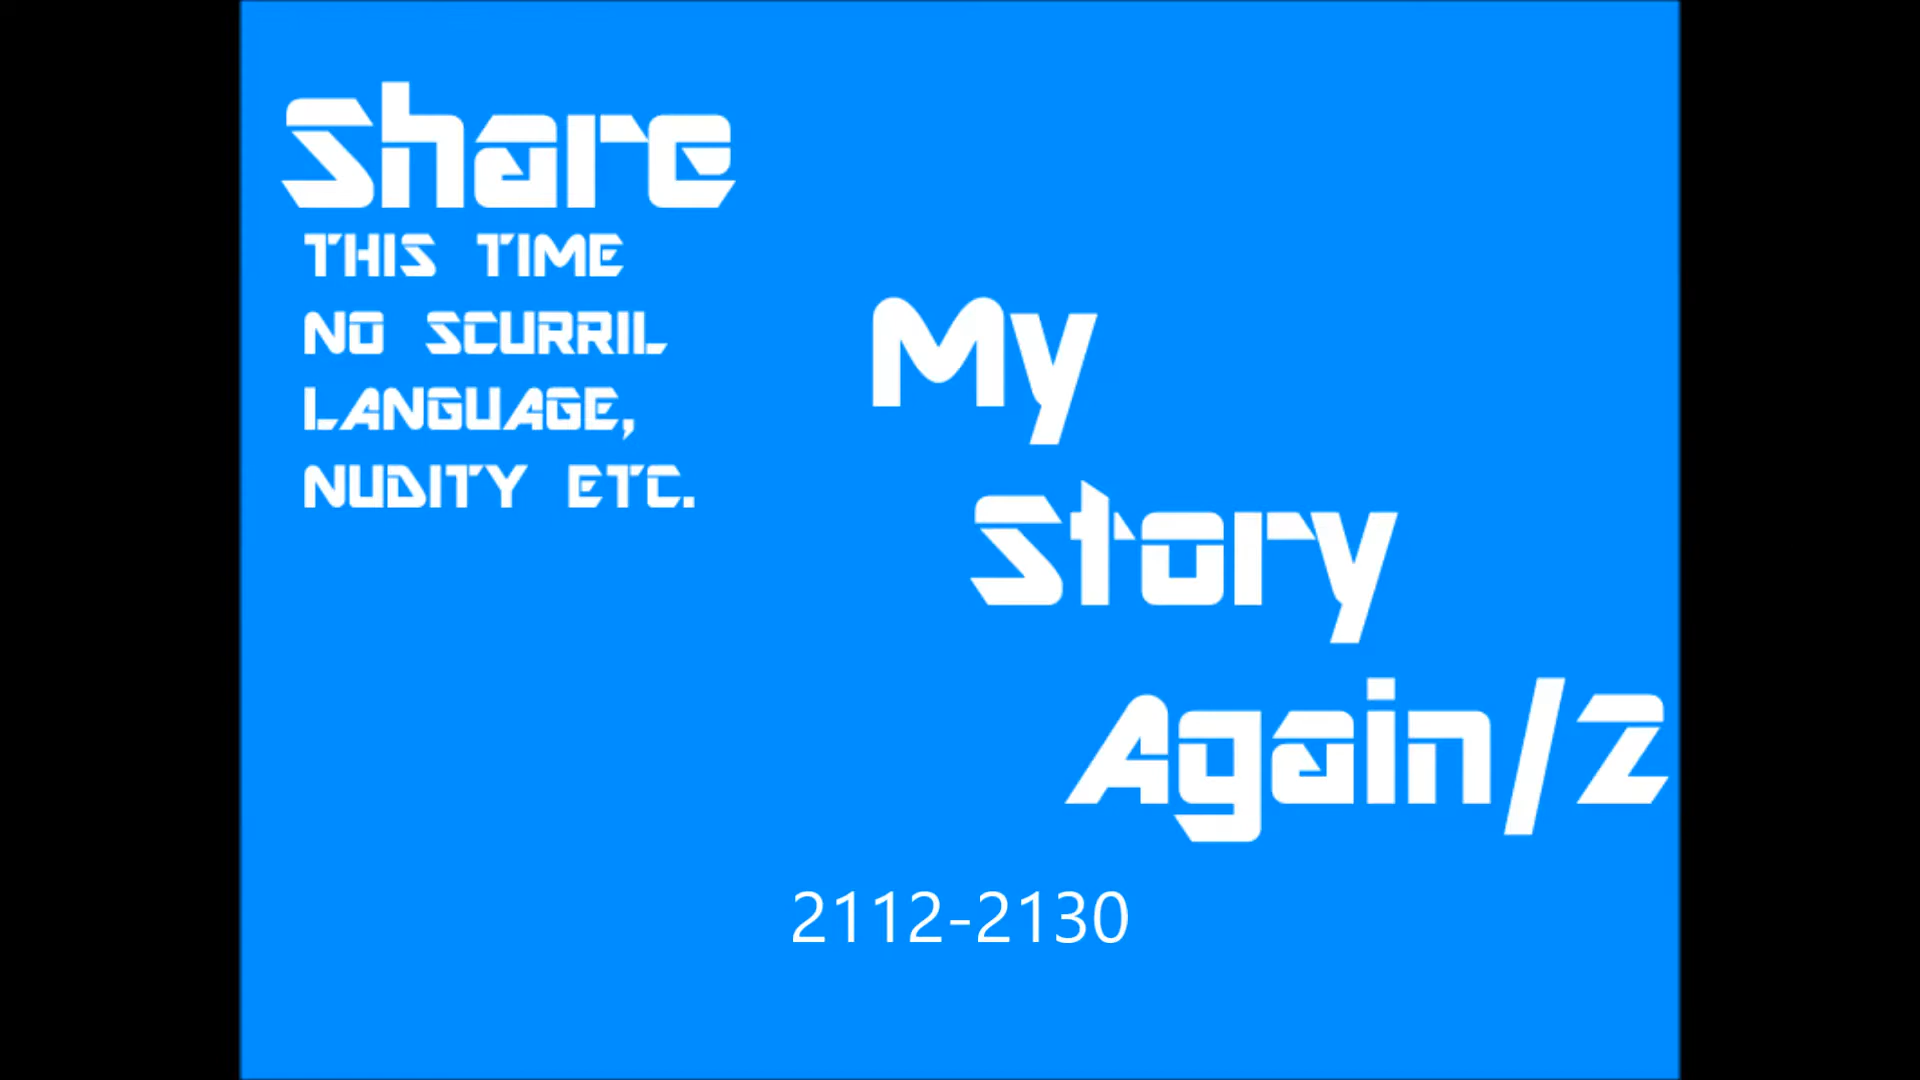 Share
THIS TIME
NO SCURRIL
LANGUAGE,
NUDITY ETC.
My
Story
Again/2
2112-2130